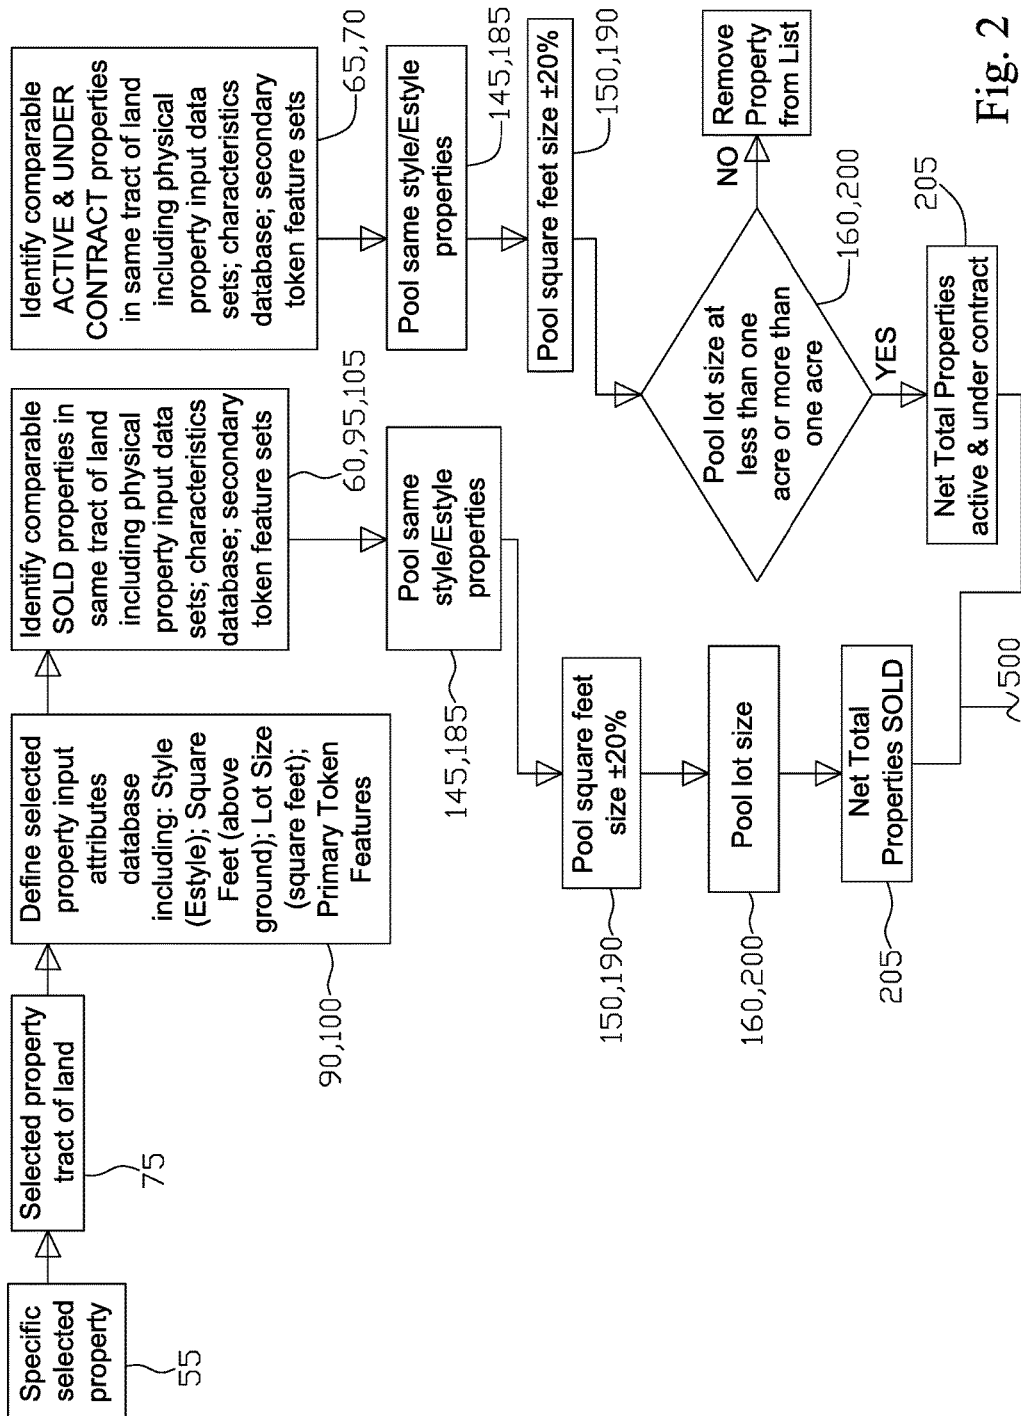 Specific
selected
property
55
Selected property
tract of land
75
Define selected
property input
attributes
database
including: Style
(Estyle); Square
Feet (above
ground); Lot Size
(square feet);
Primary Token
Features
90,100
Identify comparable
SOLD properties in
same tract of land
including physical
property input data
sets; characteristics
database; secondary
token feature sets
60,95,105
Pool same
style/Estyle
properties
145,185
Pool square feet
size ±20%
150,190
Pool lot size
160,200
Net Total
Properties SOLD
205
Identify comparable
ACTIVE & UNDER
CONTRACT properties
in same tract of land
including physical
property input data
sets; characteristics
database; secondary
token feature sets
65,70
Pool same style/Estyle
properties
145,185
Pool square feet size ±20%
150,190
Pool lot size at
less than one
acre or more than
one acre
160,200
NO
Remove
Property
from List
YES
Net Total Properties
active & under contract
205
500
Fig. 2